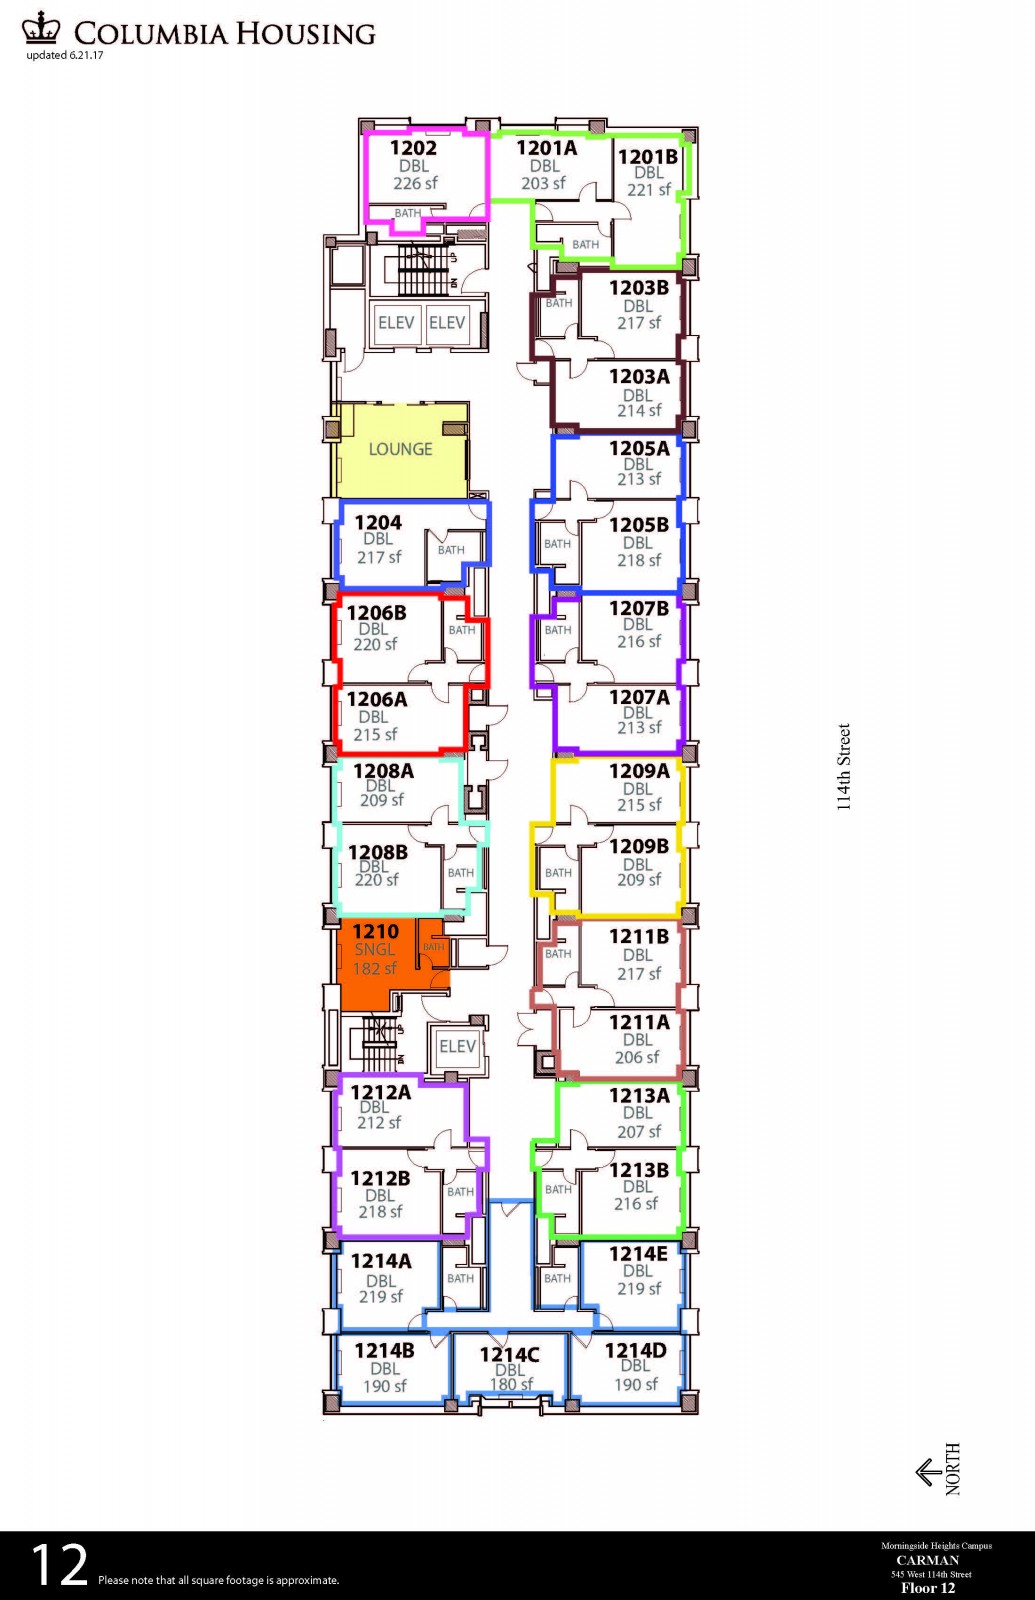 COLUMBIA HOUSING
updated 6.21.17
1202
DBL
226 sf
BATH
1201A
DBL
203 sf
1201B
DBL
221 sf
BATH
UP
DN
ELEV
ELEV
1203B
DBL
217 sf
BATH
1203A
DBL
214 sf
LOUNGE
1205A
DBL
213 sf
1204
DBL
217 sf
BATH
1205B
DBL
218 sf
BATH
1206B
DBL
220 sf
BATH
1207B
DBL
216 sf
BATH
1206A
DBL
215 sf
1207A
DBL
213 sf
1208A
DBL
209 sf
1209A
DBL
215 sf
1208B
DBL
220 sf
BATH
1209B
DBL
209 sf
BATH
1210
SNGL
182 sf
BATH
1211B
DBL
217 sf
BATH
UP
DN
ELEV
1211A
DBL
206 sf
1212A
DBL
212 sf
1213A
DBL
207 sf
1212B
DBL
218 sf
BATH
1213B
DBL
216 sf
BATH
1214A
DBL
219 sf
BATH
1214E
DBL
219 sf
BATH
1214B
DBL
190 sf
1214C
DBL
180 sf
1214D
DBL
190 sf
114th Street
NORTH
12
Please note that all square footage is approximate.
Morningside Heights Campus
CARMAN
545 West 114th Street
Floor 12